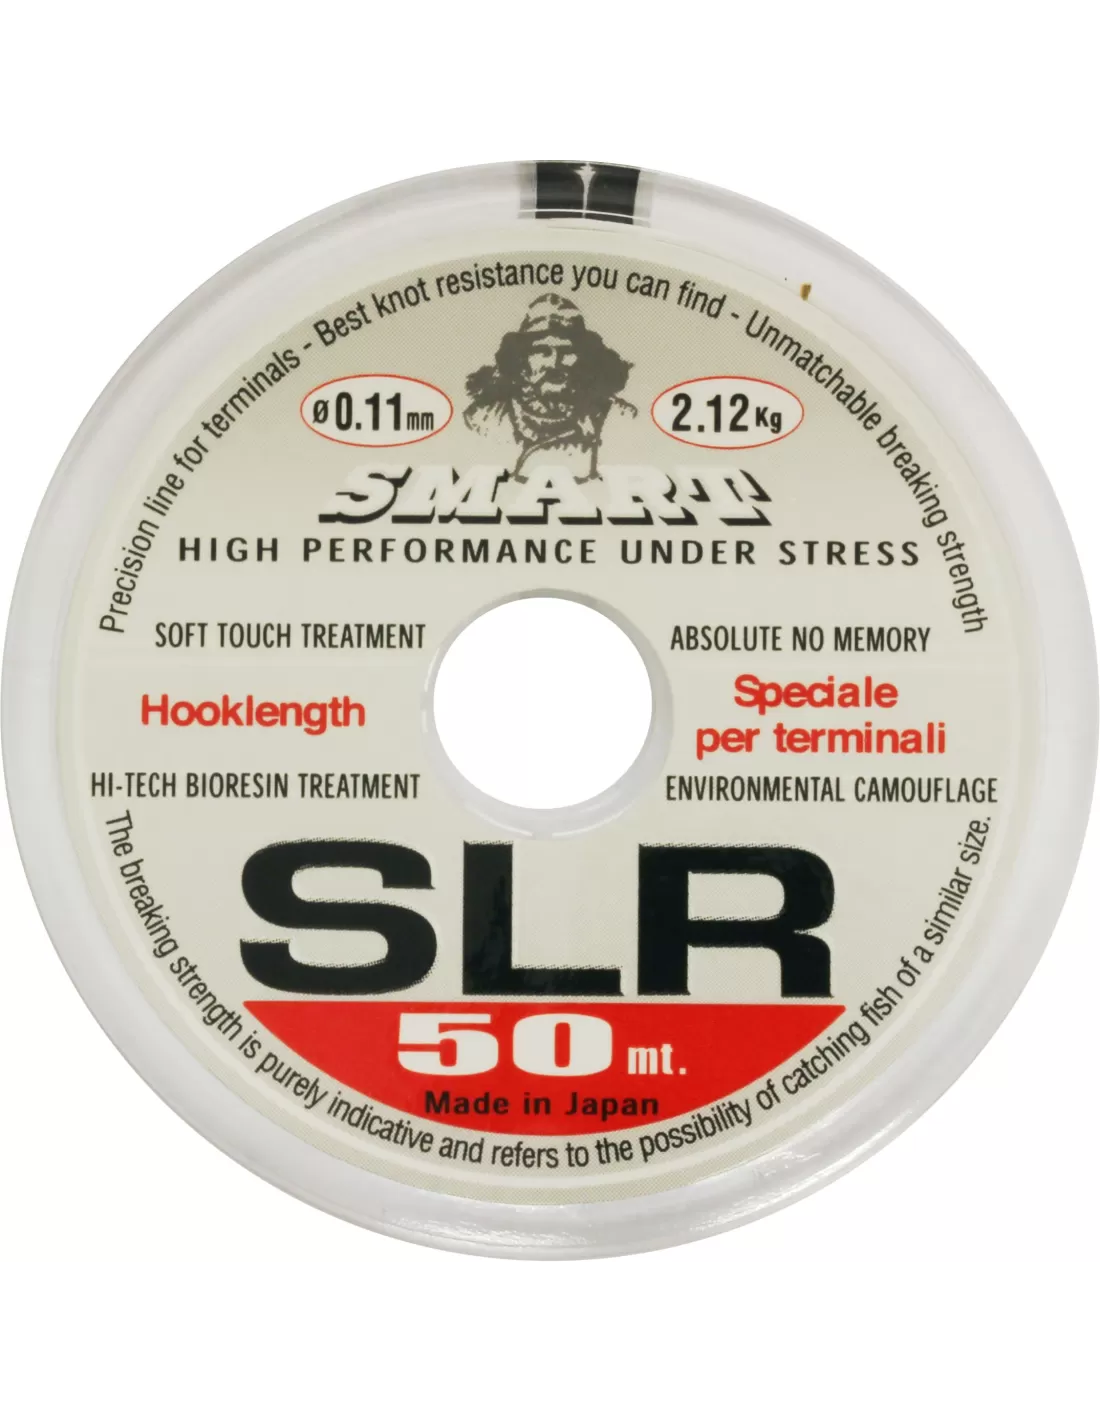 Precision line for terminals - Best knot resistance you can find - Unmatchable breaking strength
ø0.11mm
2.12Kg
SMART
HIGH PERFORMANCE UNDER STRESS
SOFT TOUCH TREATMENT
ABSOLUTE NO MEMORY
Hooklength
Speciale
per terminali
HI-TECH BIORESIN TREATMENT
ENVIRONMENTAL CAMOUFLAGE
SLR
50 mt.
Made in Japan
The breaking strength is purely indicative and refers to the possibility of catching fish of a similar size.